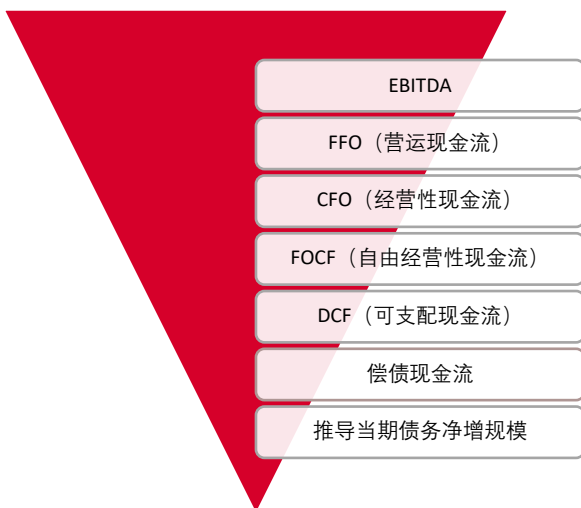 EBITDA
FFO（营运现金流）
CFO（经营性现金流）
FOCF（自由经营性现金流）
DCF（可支配现金流）
偿债现金流
推导当期债务净增规模